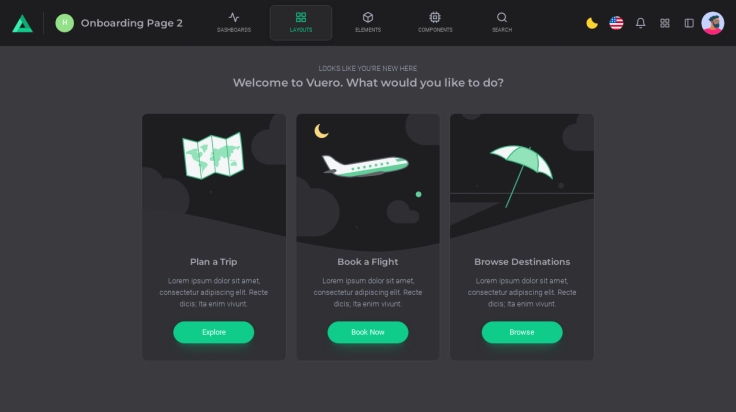 H
Onboarding Page 2
DASHBOARDS
LAYOUTS
ELEMENTS
COMPONENTS
SEARCH
LOOKS LIKE YOU'RE NEW HERE
Welcome to Vuero. What would you like to do?
Plan a Trip
Lorem ipsum dolor sit amet,
consectetur adipiscing elit. Recte
dicis; Ita enim vivunt.
Explore
Book a Flight
Lorem ipsum dolor sit amet,
consectetur adipiscing elit. Recte
dicis; Ita enim vivunt.
Book Now
Browse Destinations
Lorem ipsum dolor sit amet,
consectetur adipiscing elit. Recte
dicis; Ita enim vivunt.
Browse